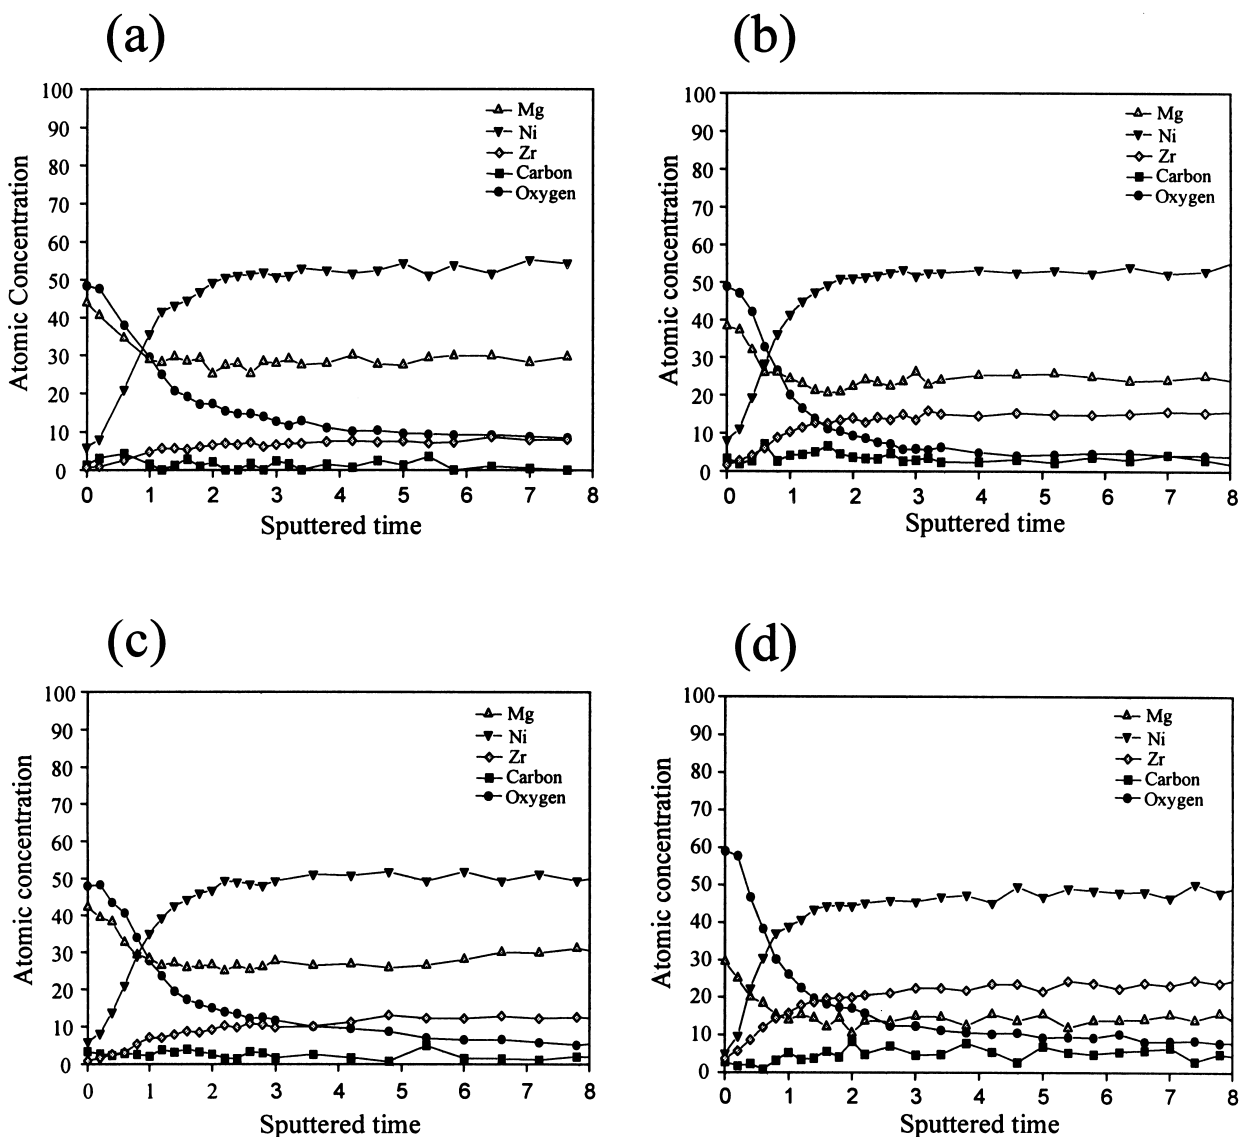 (a)
100
90
80
70
60
50
40
30
20
10
0
Atomic Concentration
Mg
Ni
Zr
Carbon
Oxygen
0 1 2 3 4 5 6 7 8
Sputtered time
(b)
100
90
80
70
60
50
40
30
20
10
0
Atomic concentration
Mg
Ni
Zr
Carbon
Oxygen
0 1 2 3 4 5 6 7 8
Sputtered time
(c)
100
90
80
70
60
50
40
30
20
10
0
Atomic concentration
Mg
Ni
Zr
Carbon
Oxygen
0 1 2 3 4 5 6 7 8
Sputtered time
(d)
100
90
80
70
60
50
40
30
20
10
0
Atomic concentration
Mg
Ni
Zr
Carbon
Oxygen
0 1 2 3 4 5 6 7 8
Sputtered time